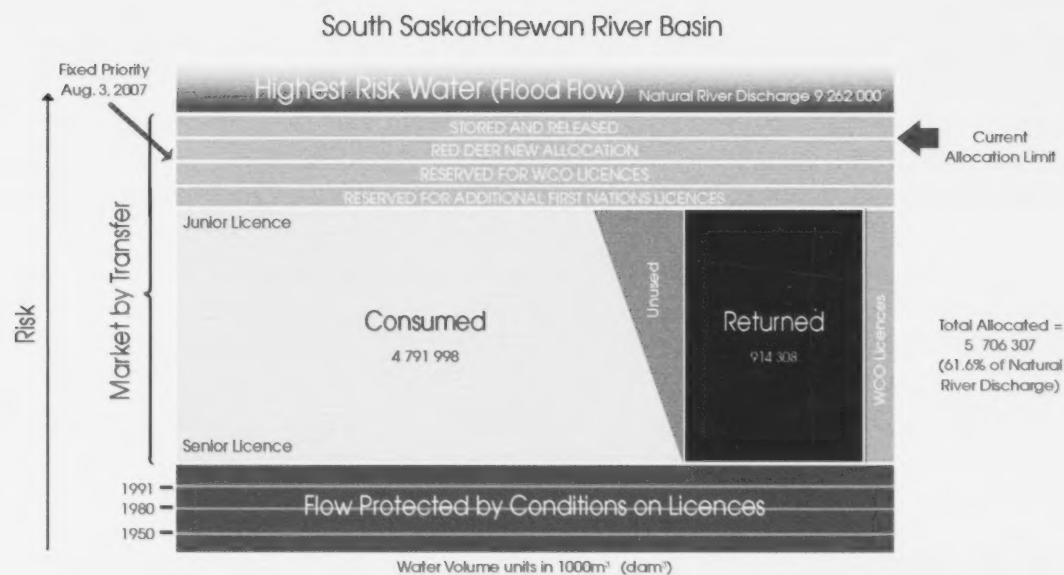 South Saskatchewan River Basin
Fixed Priority
Aug. 3, 2007
Highest Risk Water (Flood Flow) Natural River Discharge 9 262 000
STORED AND RELEASED
RED DEER NEW ALLOCATION
RESERVED FOR WCO LICENCES
RESERVED FOR ADDITIONAL FIRST NATIONS LICENCES
Current
Allocation Limit
Risk
Market by Transfer
Junior Licence
Consumed
4 791 998
Senior Licence
Unused
Returned
914 308
WCO Licences
Total Allocated =
5 706 307
(61.6% of Natural
River Discharge)
1991
1980
1950
Flow Protected by Conditions on Licences
Water Volume units in 1000m³ (dam³)